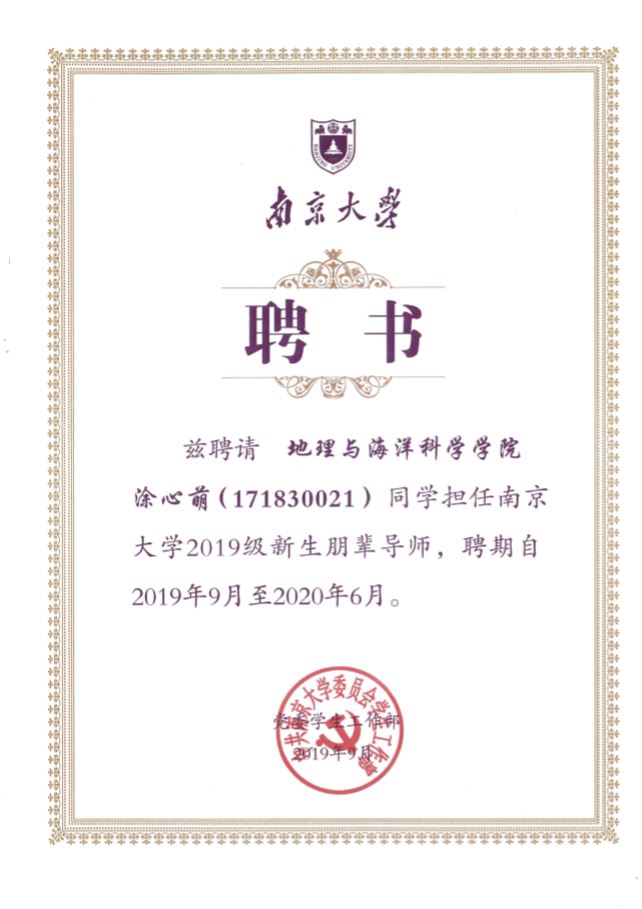 NANJING UNIVERSITY
南京大學
聘 书
兹聘请 地理与海洋科学学院
涂心萌（171830021）同学担任南京
大学2019级新生朋辈导师，聘期自
2019年9月至2020年6月。
中共南京大学委员会学生工作部
党委学生工作部
2019年9月